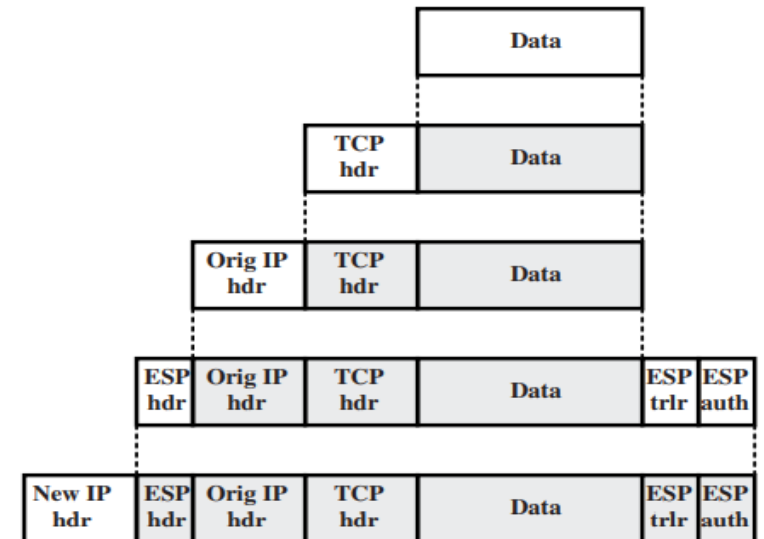 Data
TCP
hdr
Data
Orig IP
hdr
TCP
hdr
Data
ESP
hdr
Orig IP
hdr
TCP
hdr
Data
ESP
trlr
ESP
auth
New IP
hdr
ESP
hdr
Orig IP
hdr
TCP
hdr
Data
ESP
trlr
ESP
auth